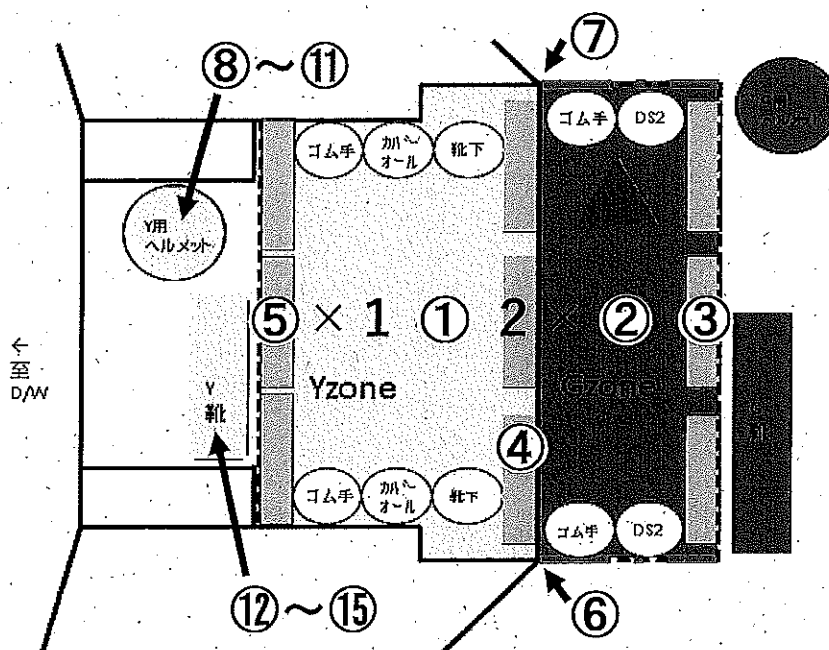 ⑦
⑧～⑪
ゴム手
カバーオール
靴下
ゴム手
DS2
Y用
ヘルメット
⑤
× 1
①
2 ×
②
③
←至
D/W
Yzone
Gzone
Y
靴
④
ゴム手
カバーオール
靴下
ゴム手
DS2
⑫～⑮
⑥